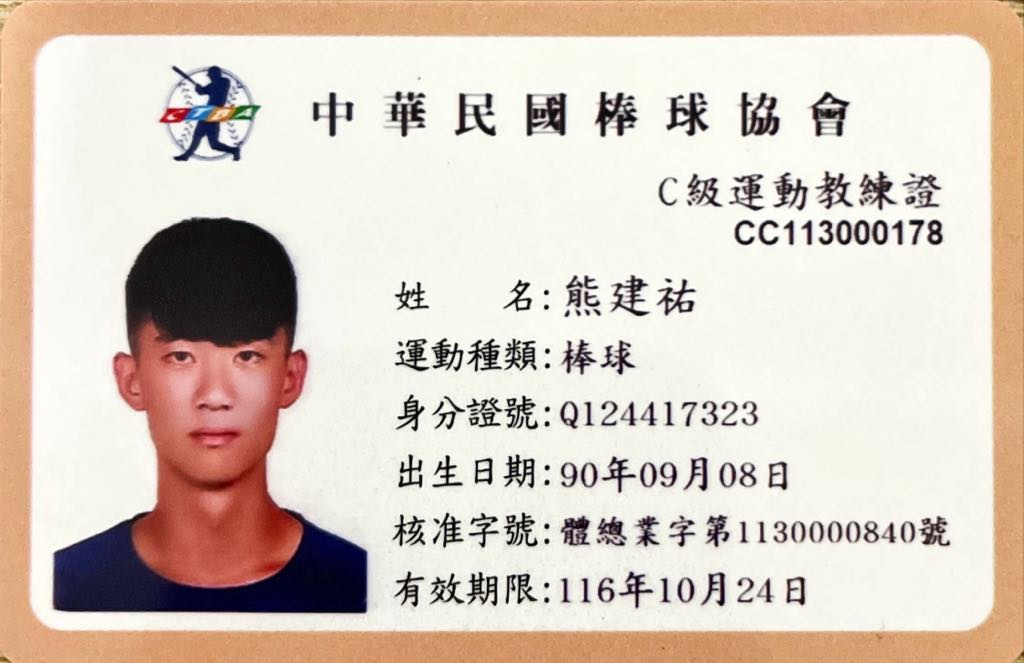 CTBA
中華民國棒球協會
C級運動教練證
CC113000178
姓 名:熊建祐
運動種類:棒球
身分證號:Q124417323
出生日期:90年09月08日
核准字號:體總業字第1130000840號
有效期限:116年10月24日